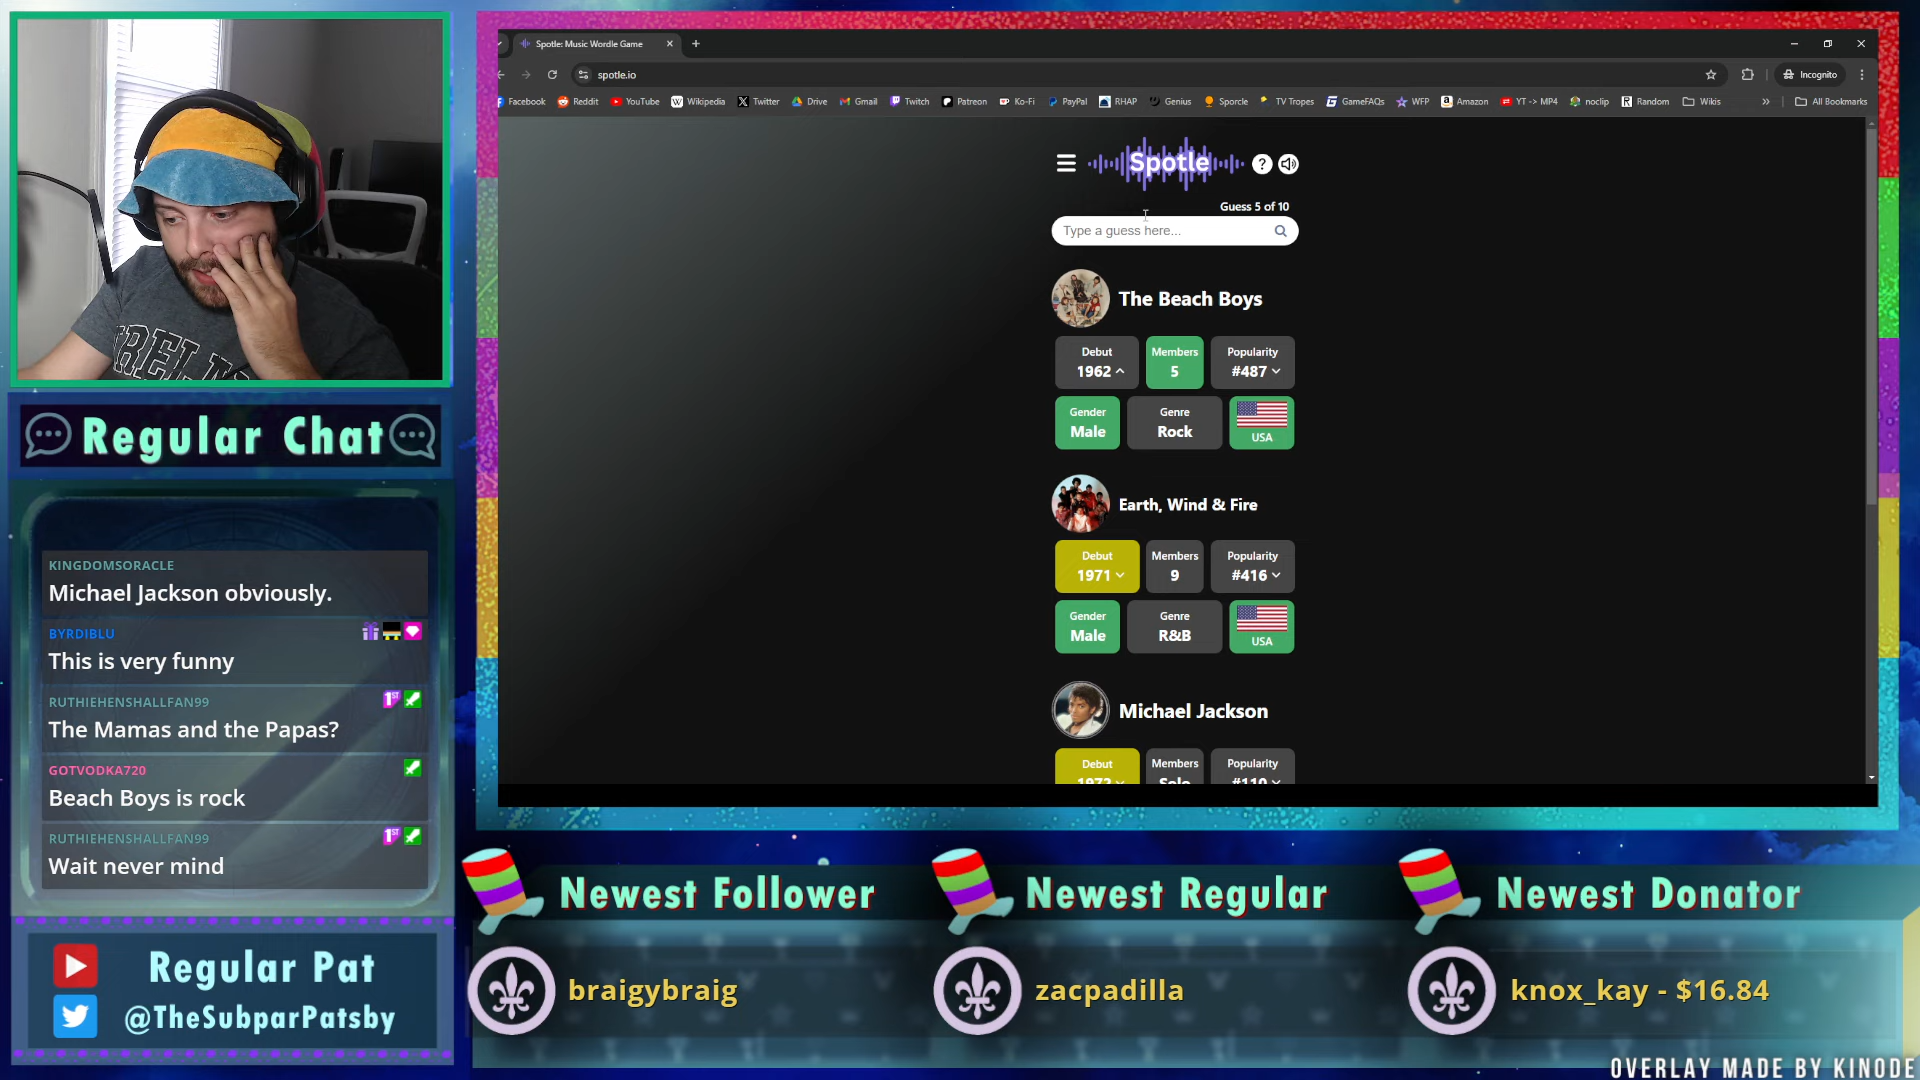 Spotle: Music Wordle Game
spotle.io
Incognito
Facebook Reddit YouTube Wikipedia Twitter Drive Gmail Twitch Patreon Ko-Fi PayPal RHAP Genius Sporcle TV Tropes GameFAQs WFP Amazon YT -> MP4 noclip Random Wikis All Bookmarks
Spotle
Guess 5 of 10
Type a guess here...
The Beach Boys
Debut Members Popularity
1962 5 #487
Gender Genre
Male Rock USA
Earth, Wind & Fire
Debut Members Popularity
1971 9 #416
Gender Genre
Male R&B USA
Michael Jackson
Debut Members Popularity
1972 Solo #110
Regular Chat
KINGDOMSORACLE
Michael Jackson obviously.
BYRDIBLU
This is very funny
RUTHIEHENSHALLFAN99
1ST
The Mamas and the Papas?
GOTVODKA720
Beach Boys is rock
RUTHIEHENSHALLFAN99
1ST
Wait never mind
Regular Pat
@TheSubparPatsby
Newest Follower
braigybraig
Newest Regular
zacpadilla
Newest Donator
knox_kay - $16.84
OVERLAY MADE BY KINODE